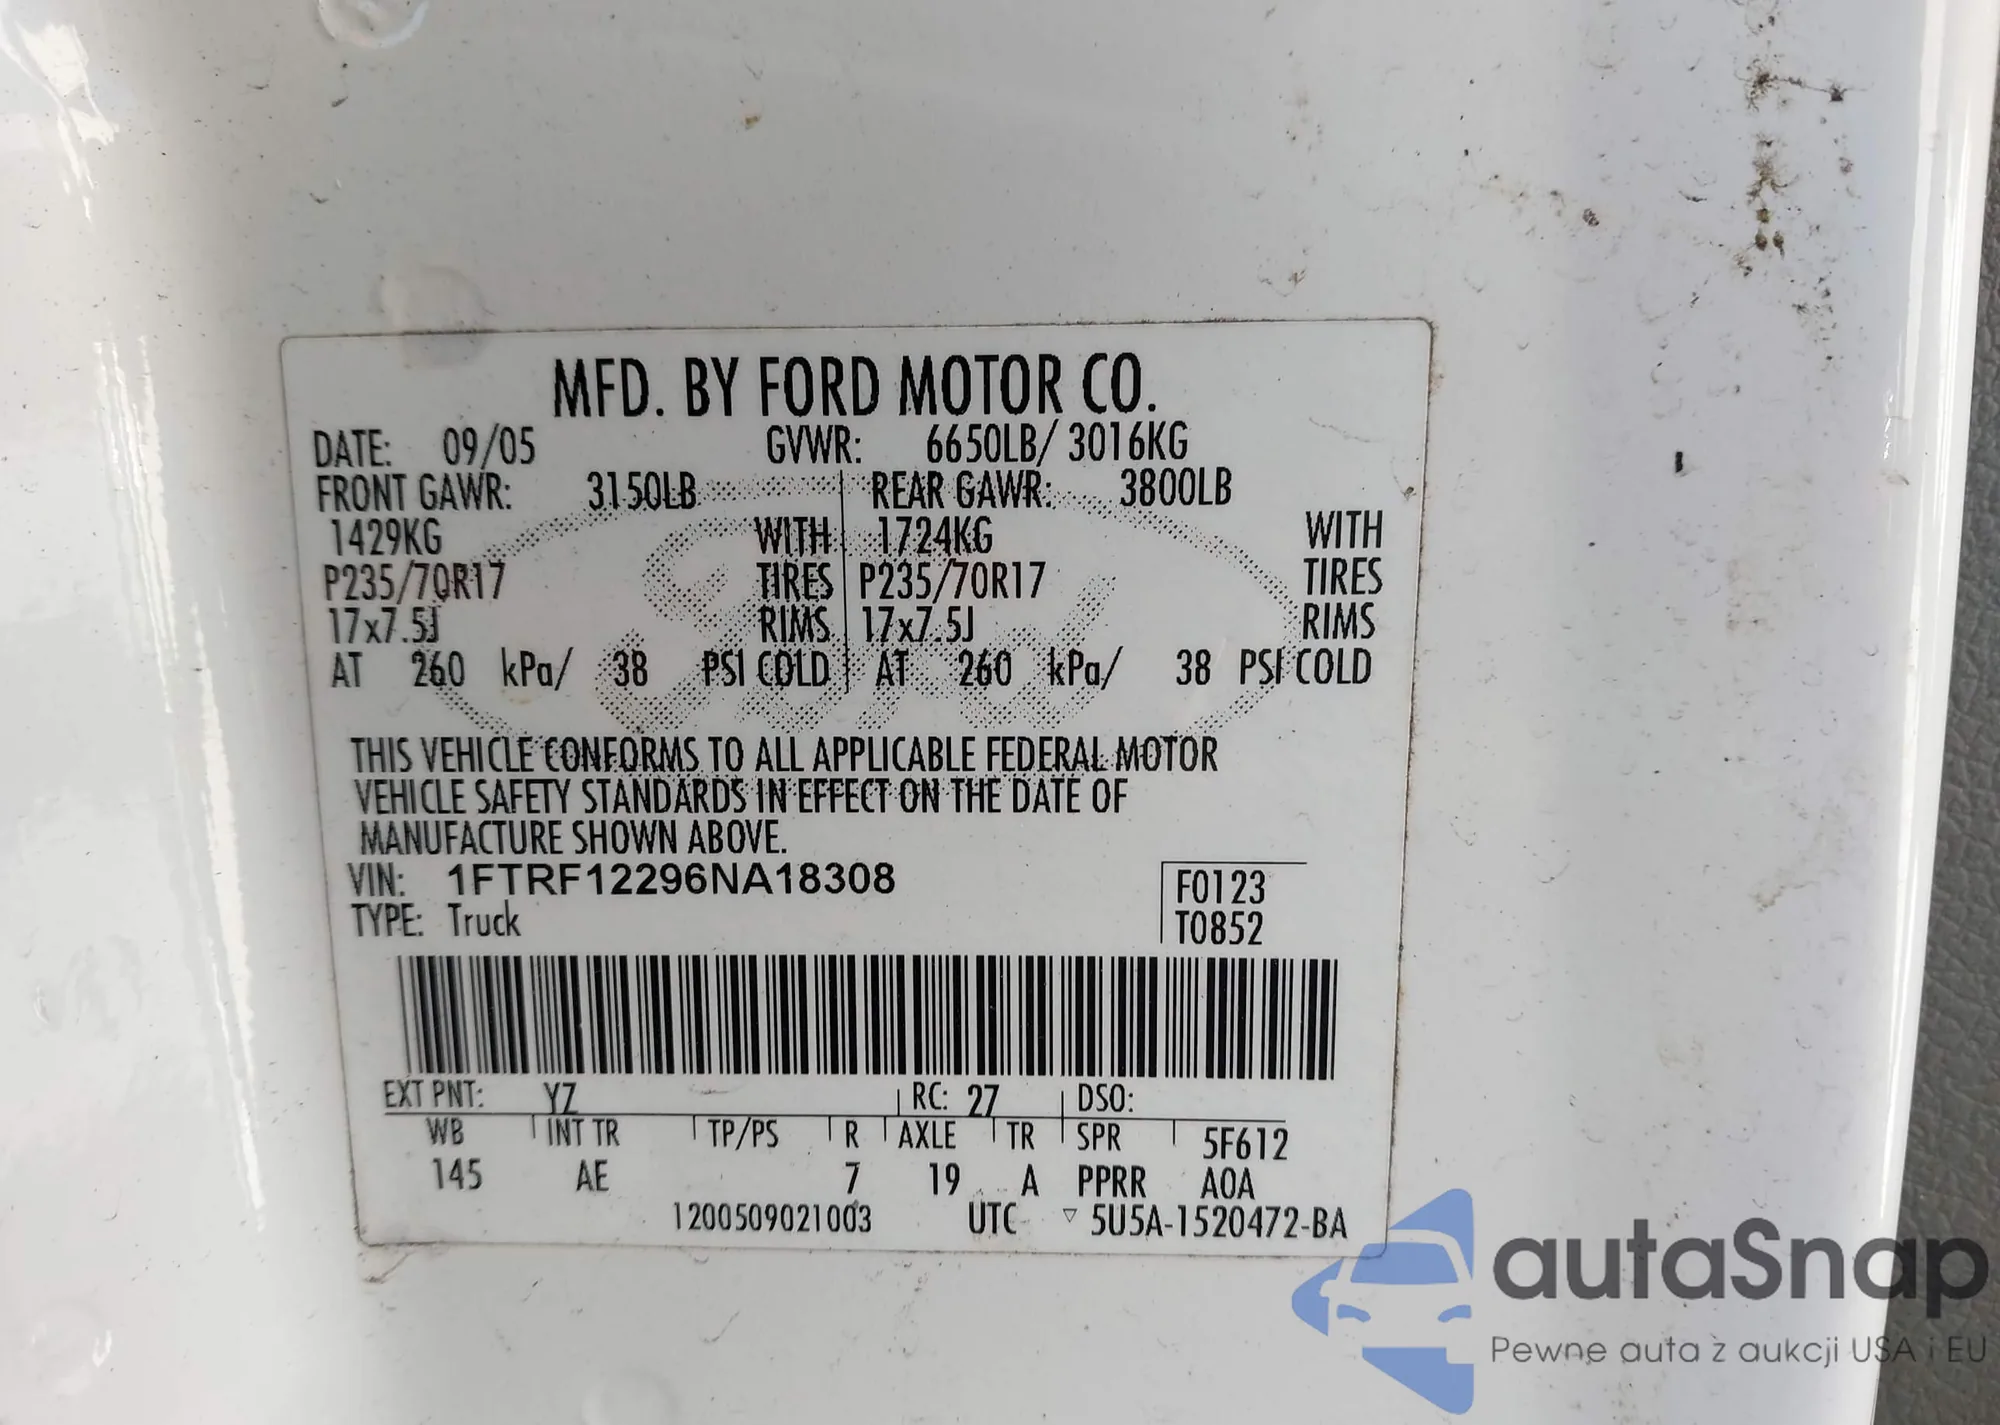 MFD. BY FORD MOTOR CO.
DATE: 09/05 GVWR: 6650LB/ 3016KG
FRONT GAWR: 3150LB REAR GAWR: 3800LB
1429KG WITH 1724KG WITH
P235/70R17 TIRES P235/70R17 TIRES
17x7.5J RIMS 17x7.5J RIMS
AT 260 kPa/ 38 PSI COLD AT 260 kPa/ 38 PSI COLD
Ford
THIS VEHICLE CONFORMS TO ALL APPLICABLE FEDERAL MOTOR
VEHICLE SAFETY STANDARDS IN EFFECT ON THE DATE OF
MANUFACTURE SHOWN ABOVE.
VIN: 1FTRF12296NA18308 F0123
TYPE: Truck T0852
EXT PNT: YZ RC: 27 DSO:
WB INT TR TP/PS R AXLE TR SPR 5F612
145 AE 7 19 A PPRR A0A
1200509021003 UTC ▽ 5U5A-1520472-BA
autaSnap
Pewne auta z aukcji USA i EU